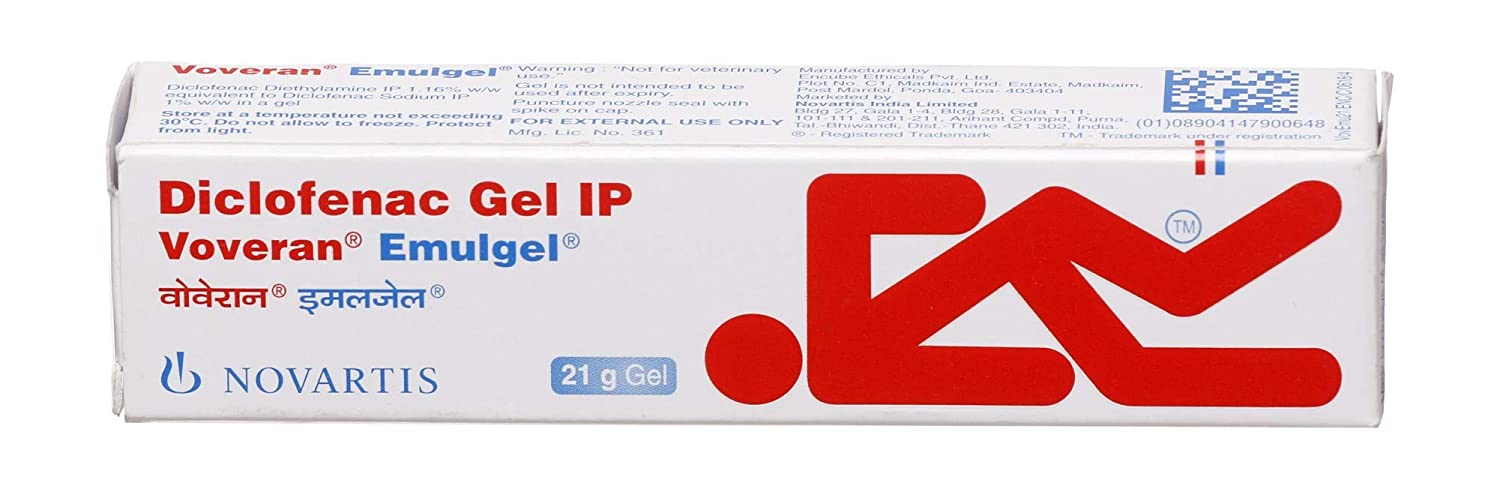 Voveran® Emulgel®
Diclofenac Diethylamine IP 1.16% w/w
equivalent to Diclofenac Sodium IP
1% w/w in a gel
Store at a temperature not exceeding
30°C. Do not allow to freeze. Protect
from light.
Warning : "Not for veterinary
use."
Gel is not intended to be
used after expiry.
Puncture nozzle seal with
spike on cap.
FOR EXTERNAL USE ONLY
Mfg. Lic. No. 361
Manufactured by
Encube Ethicals Pvt. Ltd.
Plot No. C1, Madkaim Ind. Estate, Madkaim,
Post Mardol, Ponda, Goa- 403404
Marketed by
Novartis India Limited
Bldg 27, Gala 1-4, Bldg 28, Gala 1-11,
101-111 & 201-211, Arihant Compd, Purna,
Tal.-Bhiwandi, Dist.-Thane 421 302, India.
® - Registered Trademark
TM - Trademark under registration
(01)08904147900648
Diclofenac Gel IP
Voveran® Emulgel®
वोवेरान® इमलजेल®
NOVARTIS
21 g Gel
TM